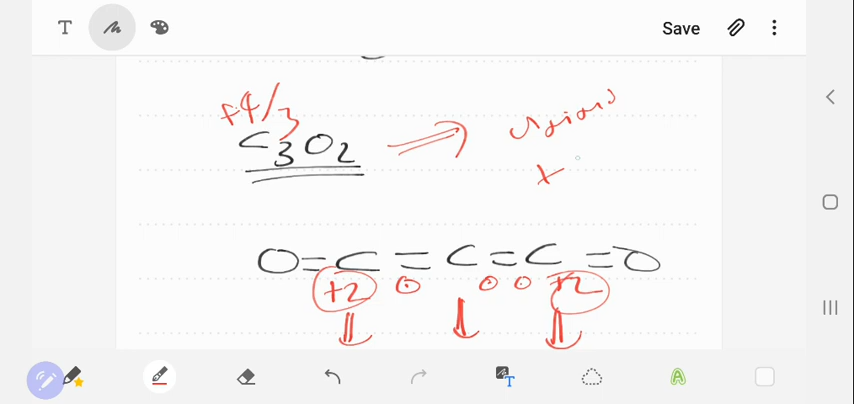 T Save
+4/3
C3O2 ⇒
+
O=C=C=C=O
+2 0 0 0 +2
T
A